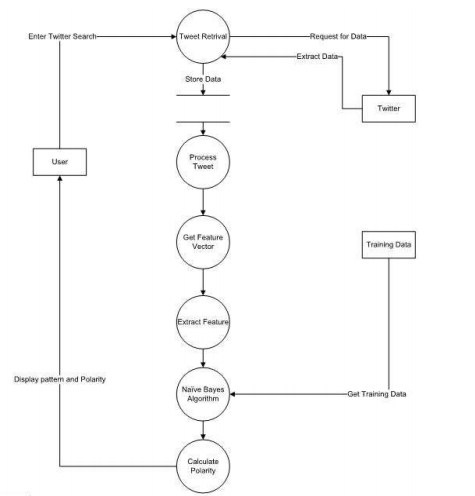 Enter Twitter Search
Tweet Retrival
Request for Data
Extract Data
Store Data
Twitter
Process
Tweet
User
Get Feature
Vector
Training Data
Extract Feature
Display pattern and Polarity
Naïve Bayes
Algorithm
Get Training Data
Calculate
Polarity